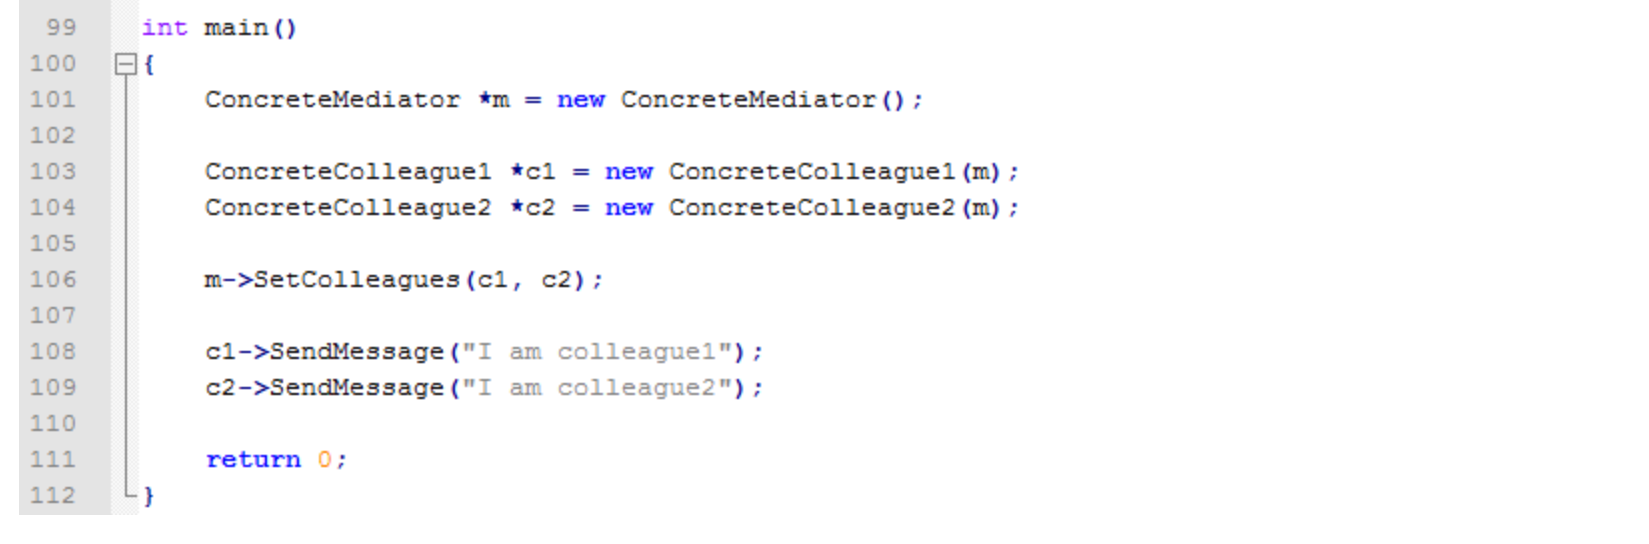 99 int main()
100 {
101 ConcreteMediator *m = new ConcreteMediator();
102
103 ConcreteColleague1 *c1 = new ConcreteColleague1(m);
104 ConcreteColleague2 *c2 = new ConcreteColleague2(m);
105
106 m->SetColleagues(c1, c2);
107
108 c1->SendMessage("I am colleague1");
109 c2->SendMessage("I am colleague2");
110
111 return 0;
112 }